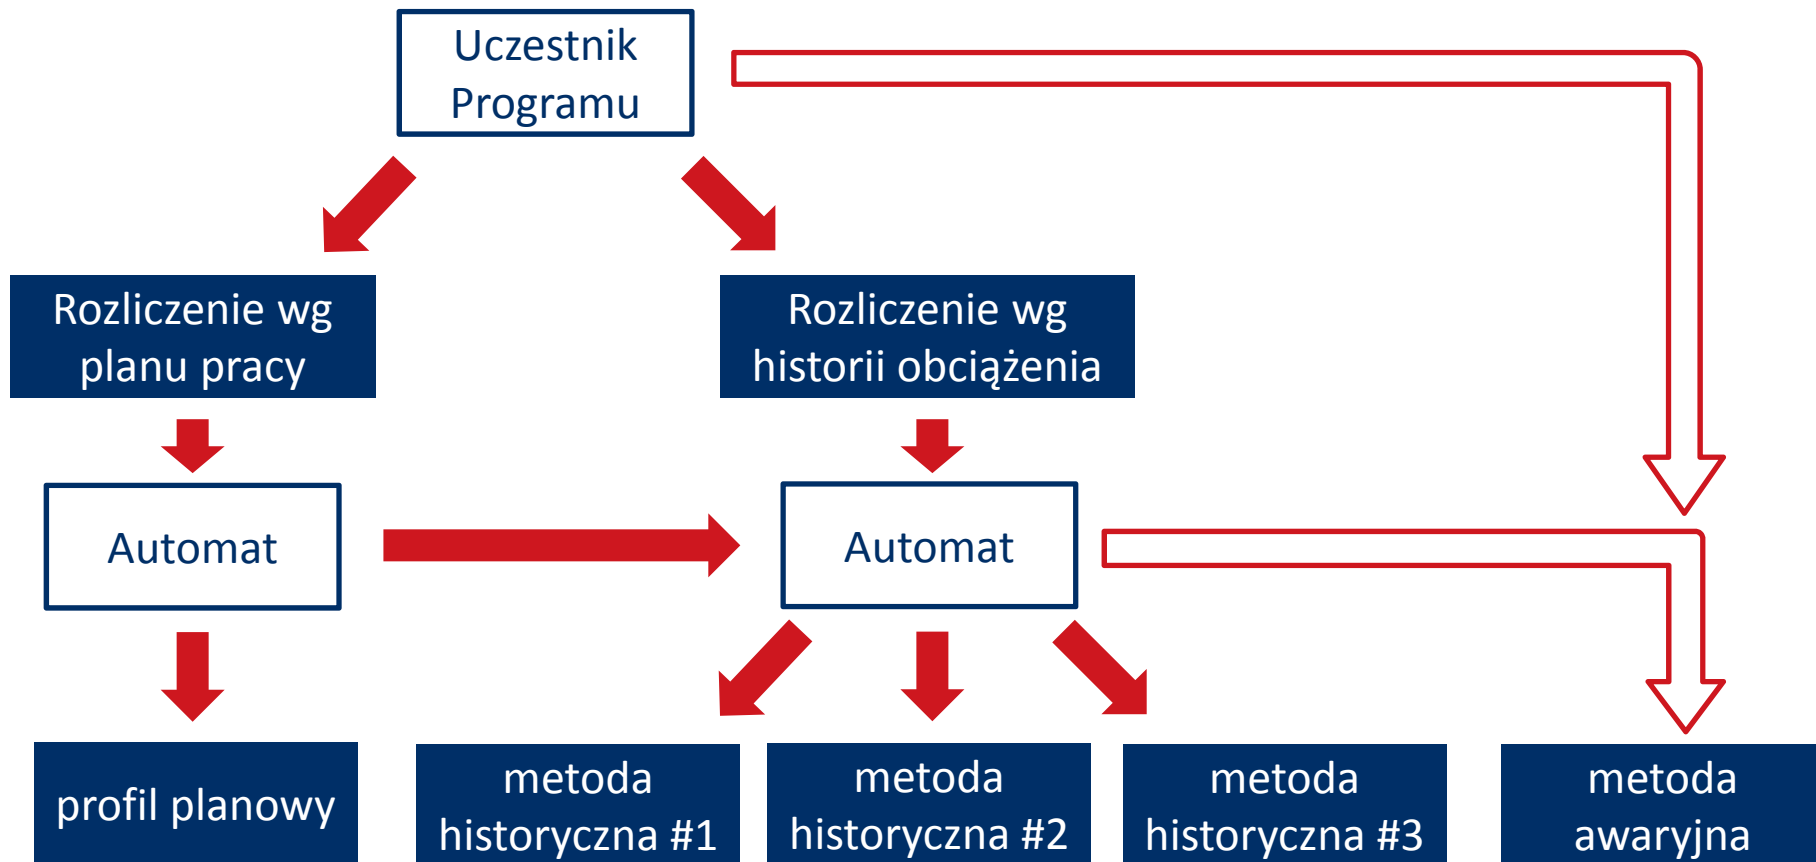 Uczestnik
Programu
Rozliczenie wg
planu pracy
Rozliczenie wg
historii obciążenia
Automat
Automat
profil planowy
metoda
historyczna #1
metoda
historyczna #2
metoda
historyczna #3
metoda
awaryjna